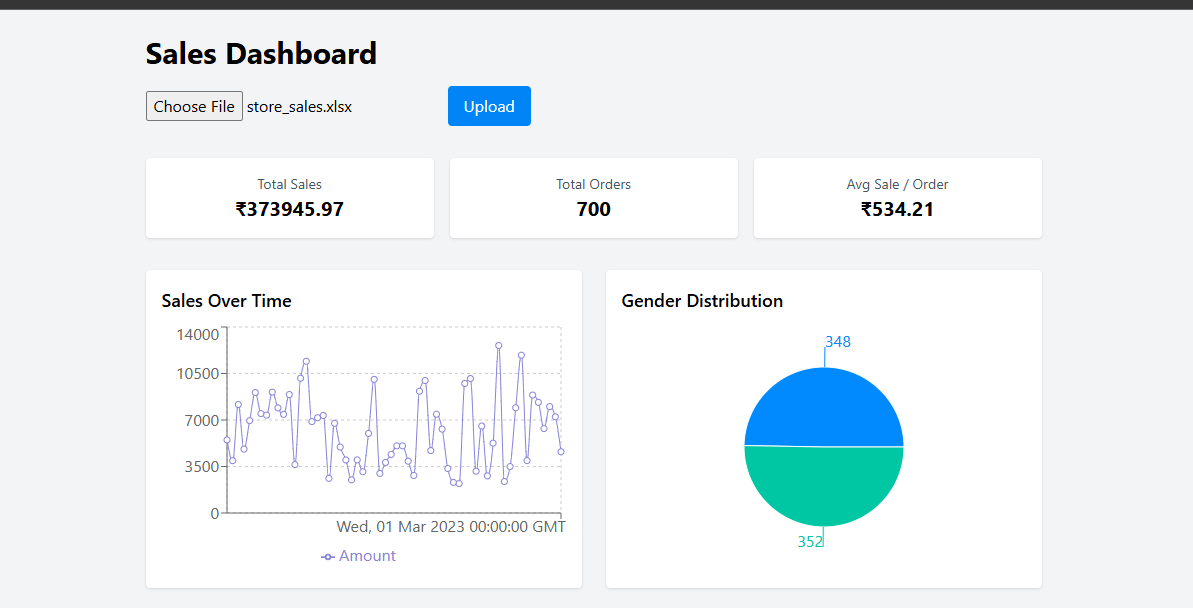 Sales Dashboard
Choose File store_sales.xlsx Upload
Total Sales
₹373945.97
Total Orders
700
Avg Sale / Order
₹534.21
Sales Over Time
14000
10500
7000
3500
0
Wed, 01 Mar 2023 00:00:00 GMT
Amount
Gender Distribution
348
352